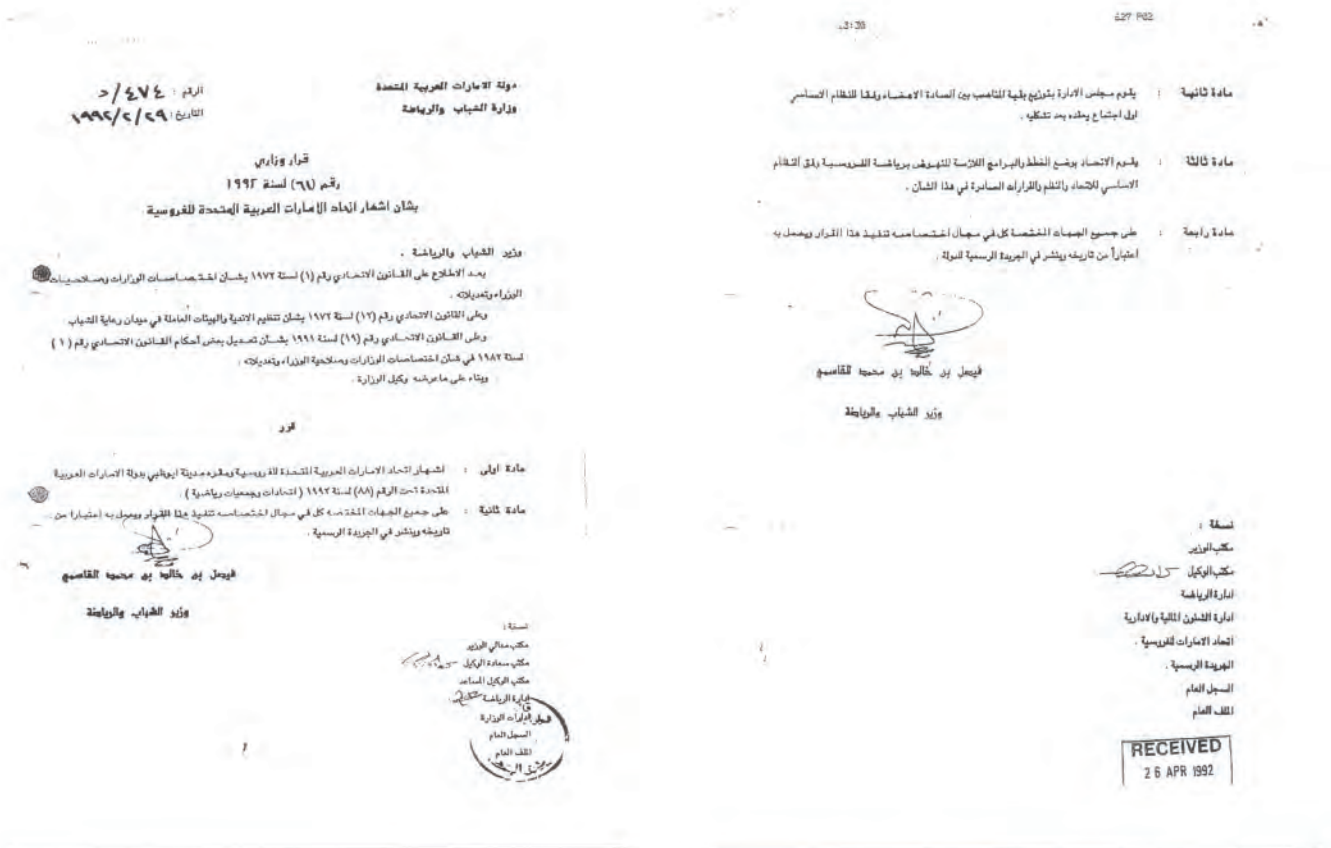 دولة الامارات العربية المتحدة
وزارة الشباب والرياضة
الرقم : ٤٧٤/د
التاريخ : ١٩٩٢/٢/٢٩
قرار وزاري
رقم (٦١) لسنة ١٩٩٢
بشأن اشهار اتحاد الامارات العربية المتحدة للفروسية
وزير الشباب والرياضة .
بعد الاطلاع على القانون الاتحادي رقم (١) لسنة ١٩٧٢ بشأن اختصاصات الوزارات وصلاحيات
الوزراء وتعديلاته .
وعلى القانون الاتحادي رقم (١٢) لسنة ١٩٧٢ بشأن تنظيم الاندية والهيئات العاملة في ميدان رعاية الشباب
وعلى القانون الاتحادي رقم (١٩) لسنة ١٩٩١ بشأن تعديل بعض أحكام القانون الاتحادي رقم (١)
لسنة ١٩٨٢ في شأن اختصاصات الوزارات وصلاحية الوزراء وتعديلاته :
وبناء على ماعرضه وكيل الوزارة .
قرر
مادة اولى : اشهار اتحاد الامارات العربية المتحدة للفروسية ومقره مدينة ابوظبي بدولة الامارات العربية
المتحدة تحت الرقم (٨٨) لسنة ١٩٩٢ ( اتحادات وجمعيات رياضية ) .
مادة ثانية : على جميع الجهات المختصه كل في مجال اختصاصه تنفيذ هذا القرار ويعمل به إعتبارا من
تاريخه وينشر في الجريدة الرسمية .
فيصل بن خالد بن محمد القاسمي
وزير الشباب والرياضة
نسخة :
مكتب معالي الوزير
مكتب سعادة الوكيل
مكتب الوكيل المساعد
إدارة الرياضة
إدارات الوزارة
السجل العام
الملف العام
627 P02
مادة ثانية : يقوم مجلس الادارة بتوزيع بقية المناصب بين السادة الاعضاء وفقا للنظام الاساسي
اول اجتماع يعقده بعد تشكليه .
مادة ثالثة : يقوم الاتحاد بوضع الخطط والبرامج اللازمة للنهوض برياضة الفروسية وفق النظام
الاساسي للاتحاد والنظم والقرارات الصادرة في هذا الشأن .
مادة رابعة : على جميع الجهات المختصة كل في مجال اختصاصه تنفيذ هذا القرار ويعمل به
اعتباراً من تاريخه وينشر في الجريدة الرسمية للدولة .
فيصل بن خالد بن محمد القاسمي
وزير الشباب والرياضة
نسخة :
مكتب الوزير
مكتب الوكيل
ادارة الرياضة
ادارة الشئون المالية والادارية
اتحاد الامارات للفروسية .
الجريدة الرسمية .
السجل العام
الملف العام
RECEIVED
26 APR 1992